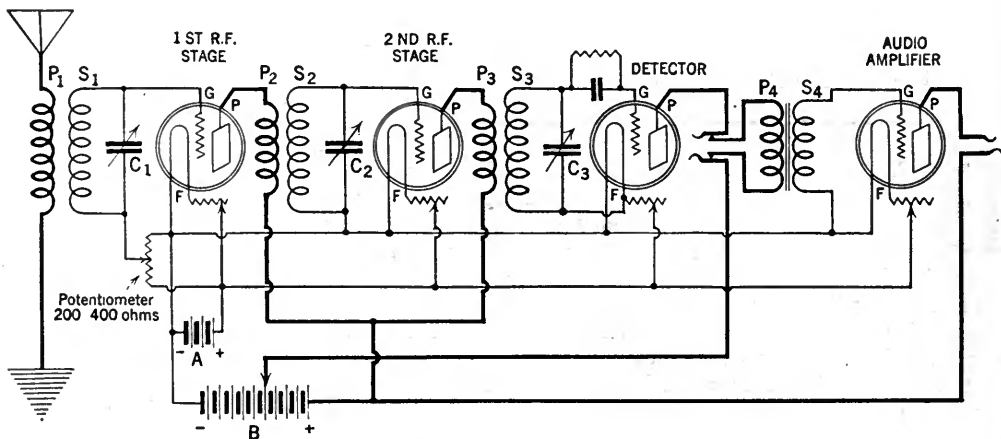 1 ST R.F.
STAGE
2 ND R.F.
STAGE
DETECTOR
AUDIO
AMPLIFIER
P1
S1
P2
S2
P3
S3
P4
S4
G
P
G
P
G
P
G
P
C1
C2
C3
F
F
F
F
Potentiometer
200 400 ohms
- A +
- B +